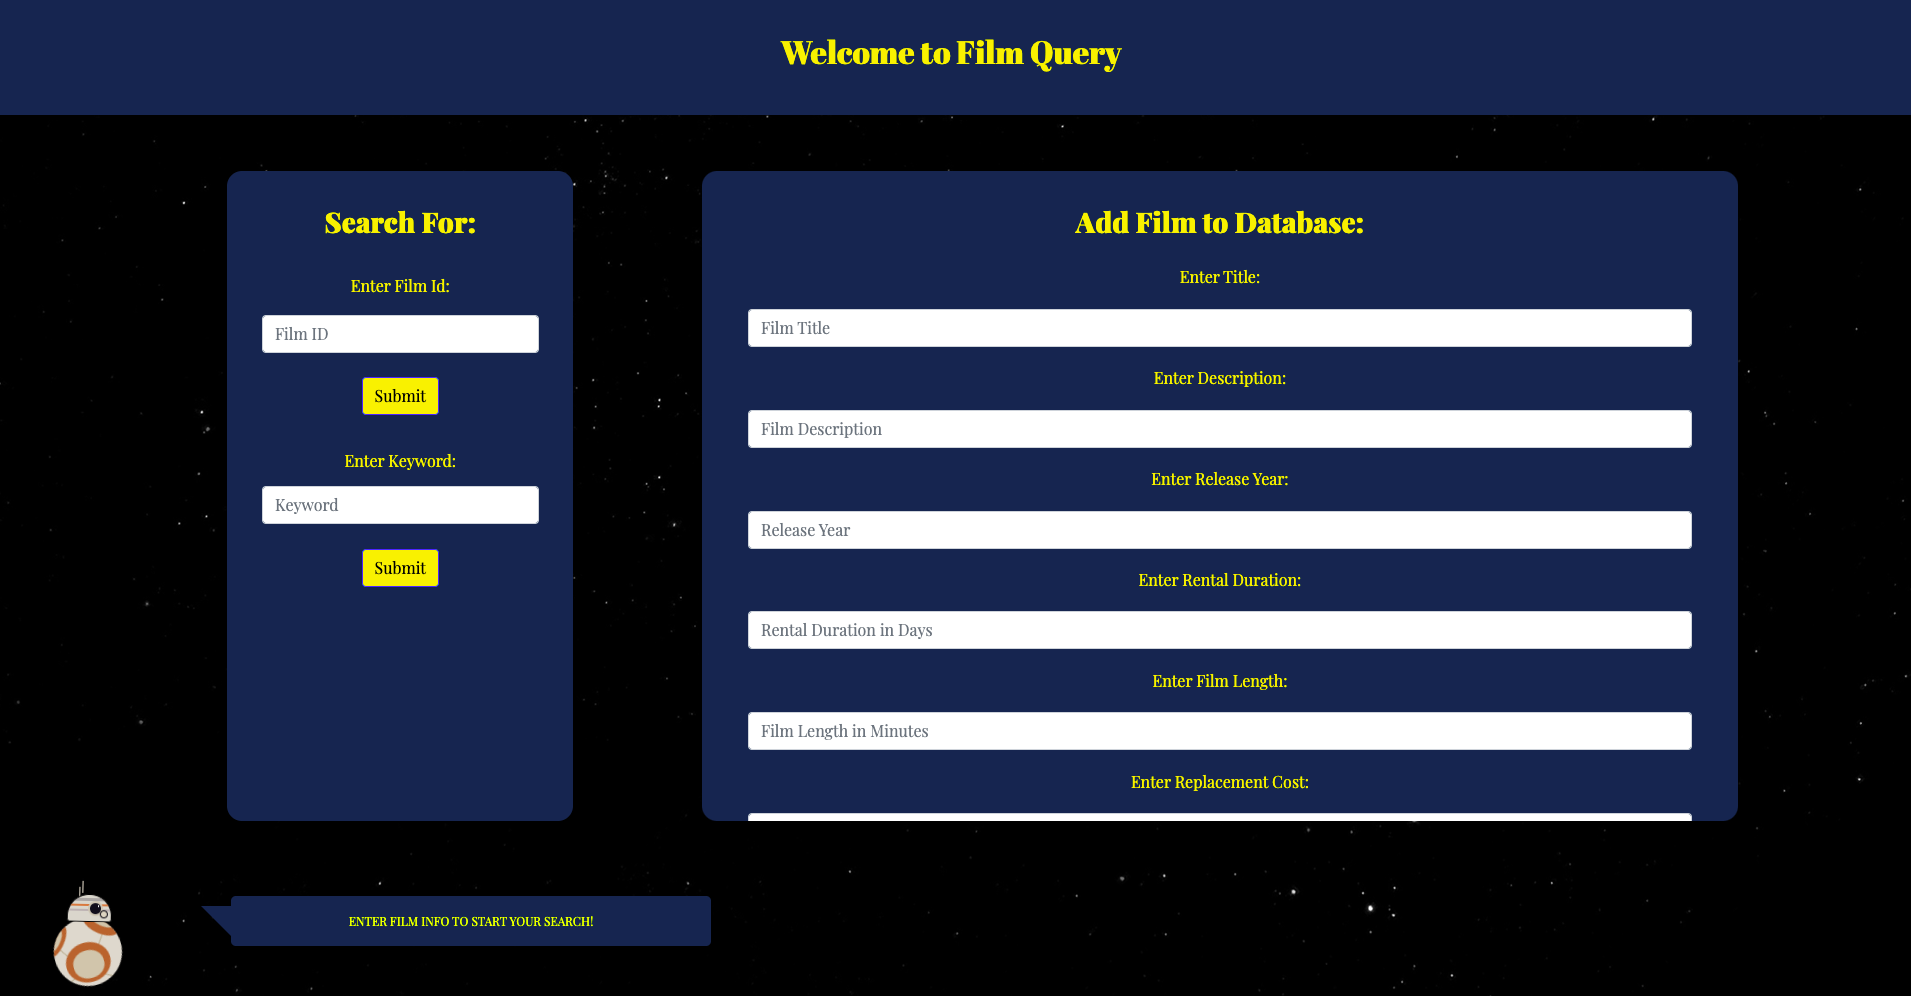 Welcome to Film Query
Search For:
Enter Film Id:
Film ID
Submit
Enter Keyword:
Keyword
Submit
Add Film to Database:
Enter Title:
Film Title
Enter Description:
Film Description
Enter Release Year:
Release Year
Enter Rental Duration:
Rental Duration in Days
Enter Film Length:
Film Length in Minutes
Enter Replacement Cost:
ENTER FILM INFO TO START YOUR SEARCH!